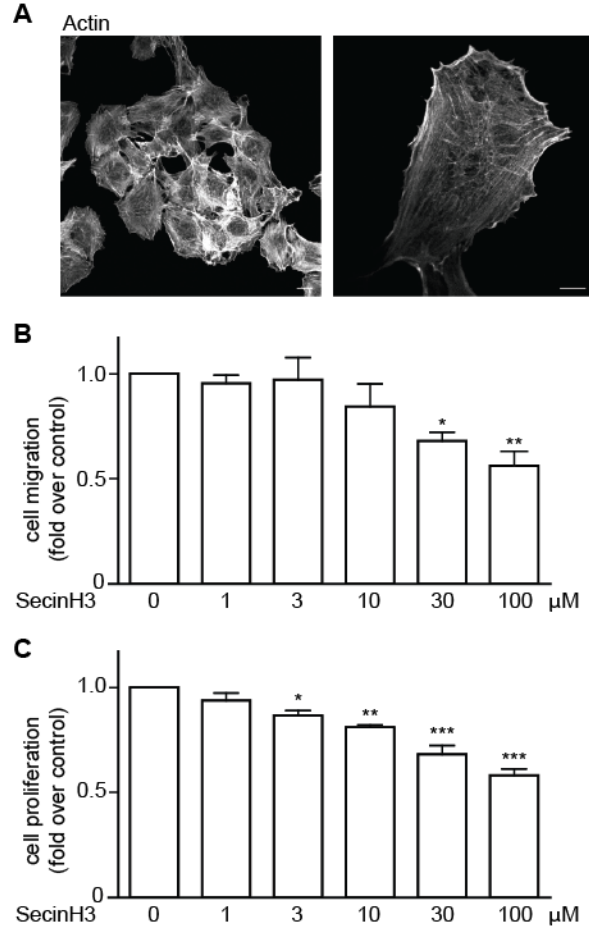 A
Actin
B
cell migration
(fold over control)
1.0
0.5
0
*
**
SecinH3 0 1 3 10 30 100 µM
C
cell proliferation
(fold over control)
1.0
0.5
0
*
**
***
***
SecinH3 0 1 3 10 30 100 µM